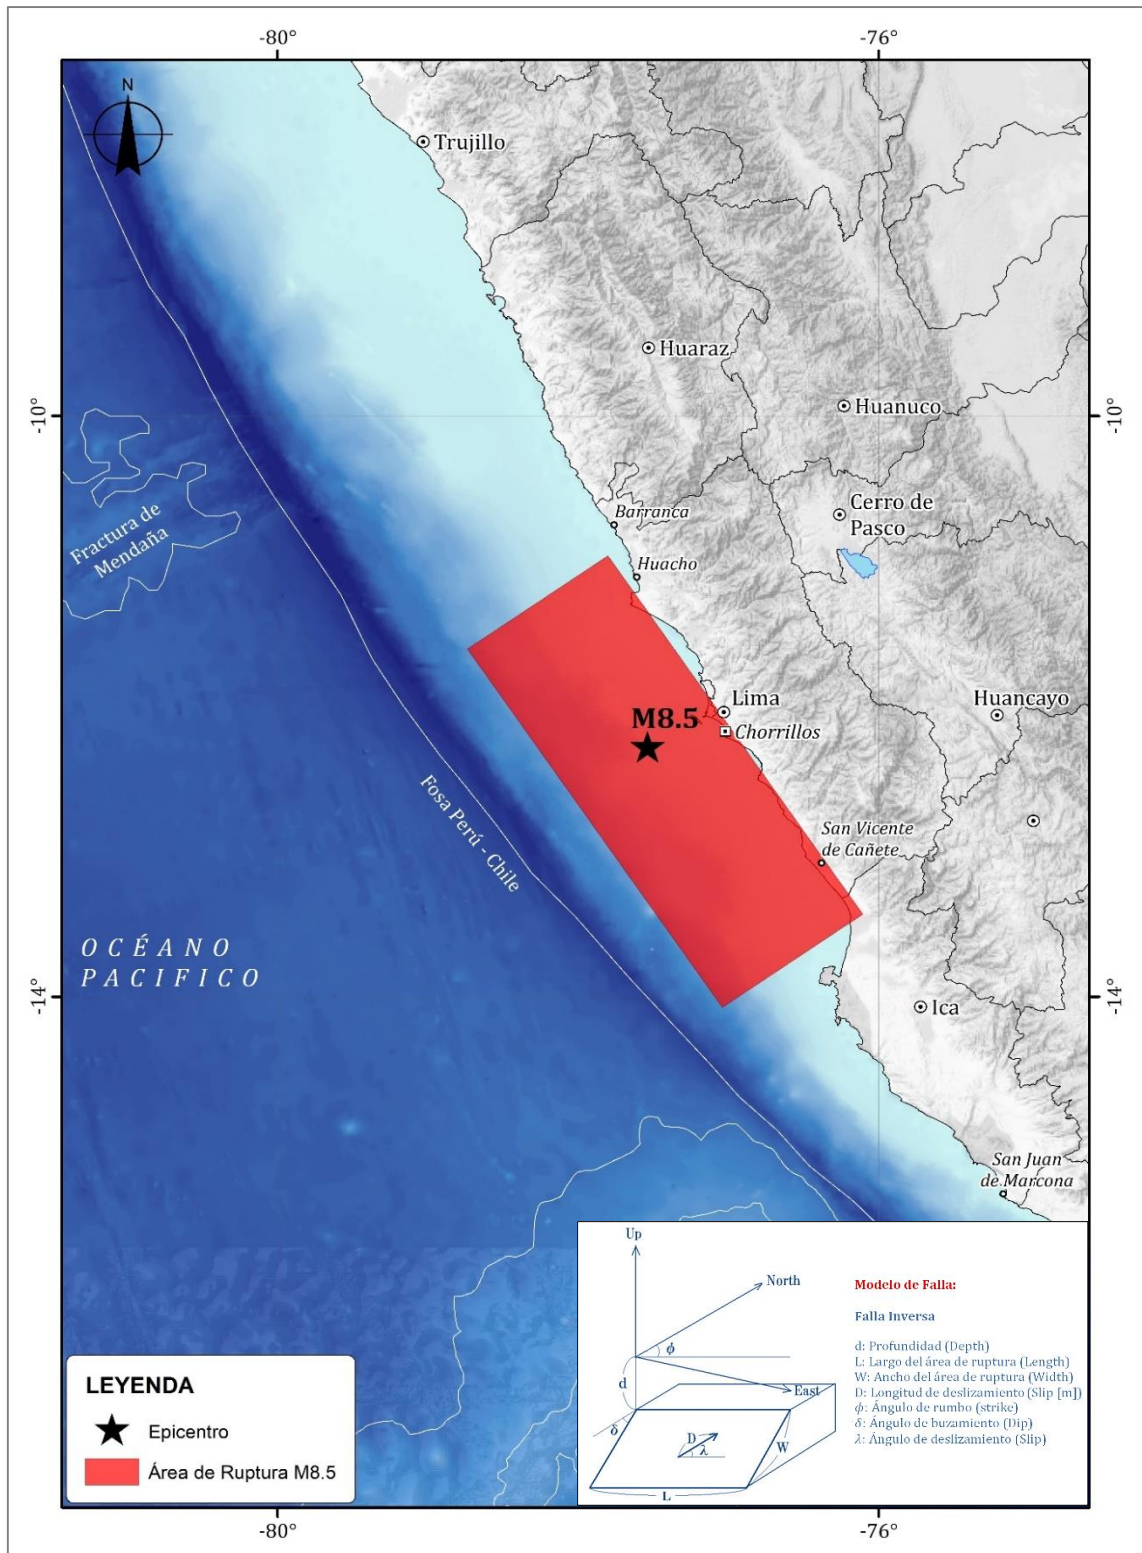 -80°
-76°
N
Trujillo
Huaraz
Huanuco
-10°
-10°
Barranca
Cerro de
Pasco
Fractura de
Mendaña
Huacho
Lima
M8.5
Chorrillos
Huancayo
Fosa Perú - Chile
San Vicente
de Cañete
OCÉANO
PACIFICO
-14°
-14°
Ica
San Juan
de Marcona
Up
North
ϕ
d
East
δ
D
λ
W
L
Modelo de Falla:
Falla Inversa
d: Profundidad (Depth)
L: Largo del área de ruptura (Length)
W: Ancho del área de ruptura (Width)
D: Longitud de deslizamiento (Slip [m])
ϕ: Ángulo de rumbo (strike)
δ: Ángulo de buzamiento (Dip)
λ: Ángulo de deslizamiento (Slip)
LEYENDA
Epicentro
Área de Ruptura M8.5
-80°
-76°